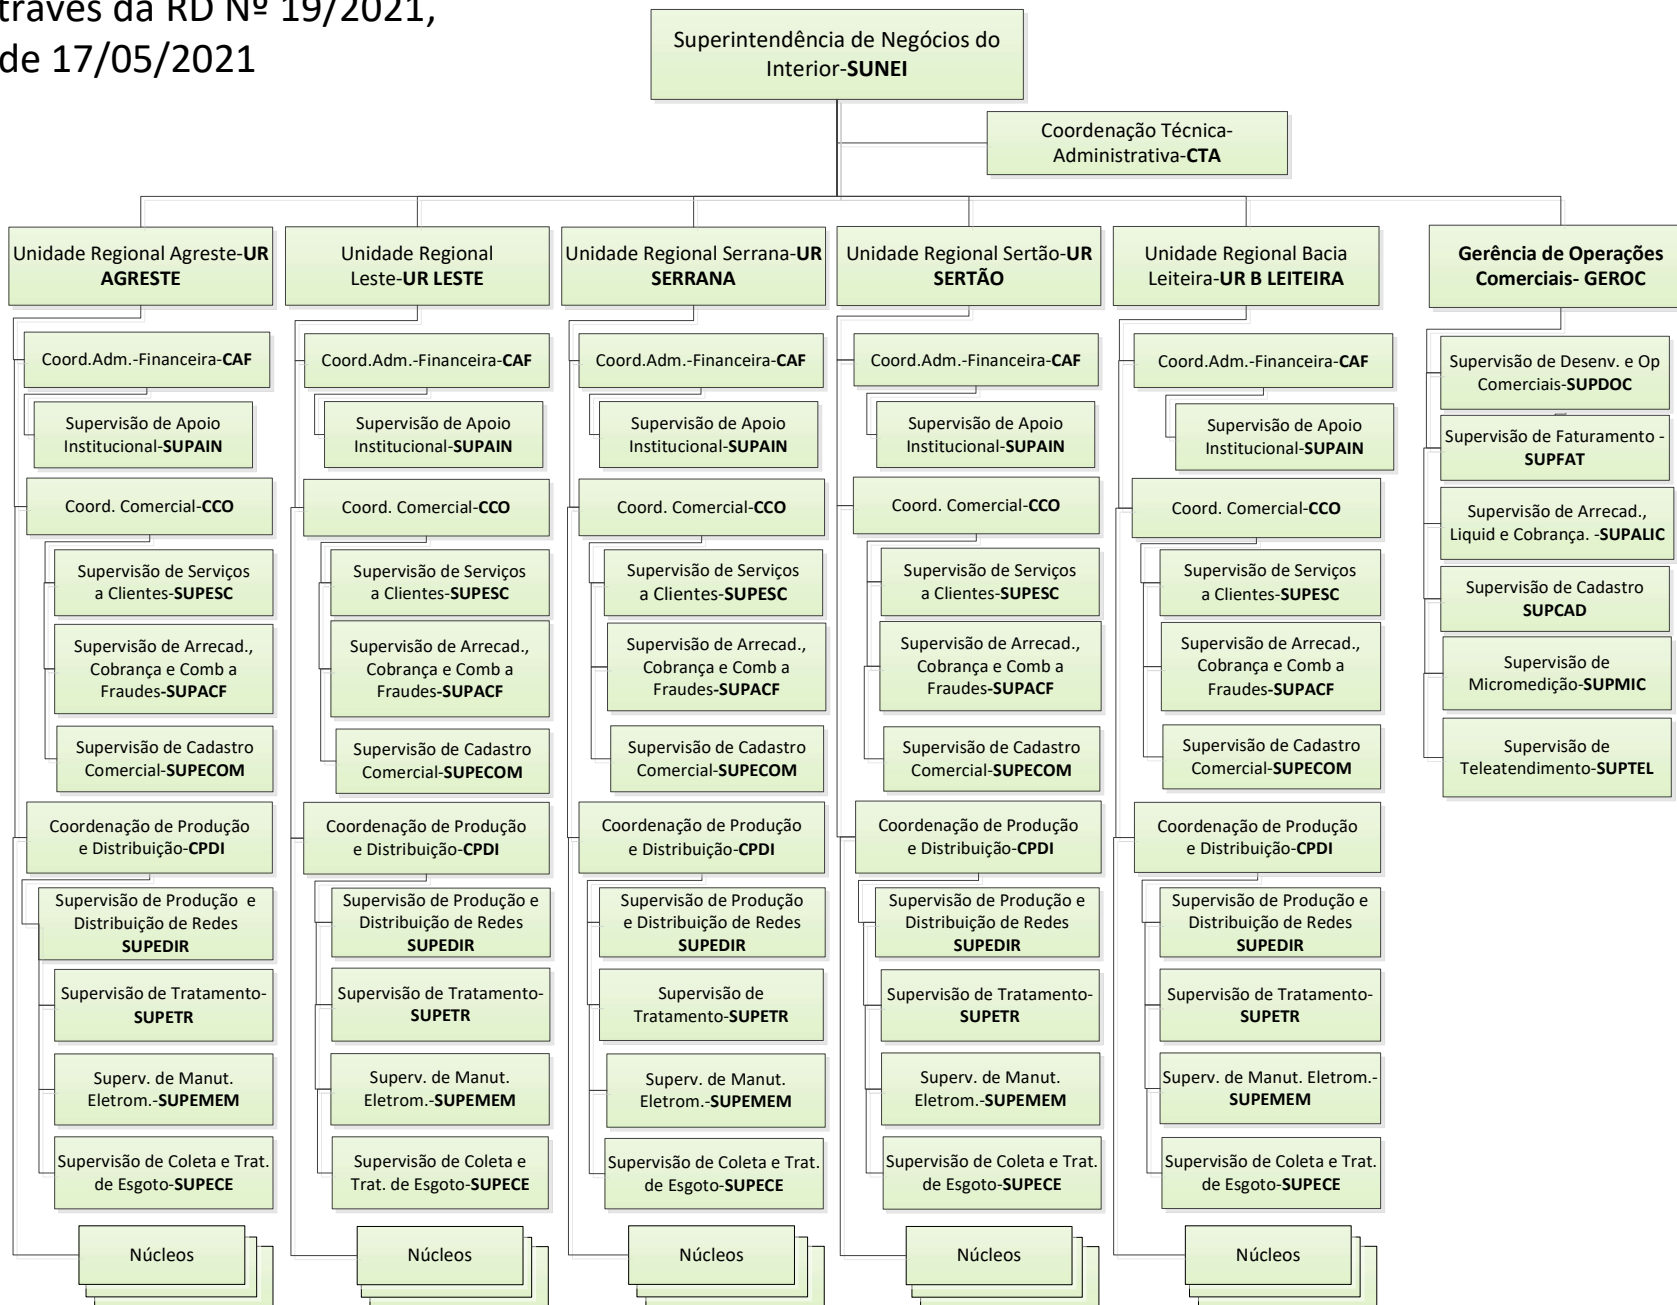 través da RD Nº 19/2021,
de 17/05/2021
Superintendência de Negócios do
Interior-SUNEI
Coordenação Técnica-
Administrativa-CTA
Unidade Regional Agreste-UR
AGRESTE
Coord.Adm.-Financeira-CAF
Supervisão de Apoio
Institucional-SUPAIN
Coord. Comercial-CCO
Supervisão de Serviços
a Clientes-SUPESC
Supervisão de Arrecad.,
Cobrança e Comb a
Fraudes-SUPACF
Supervisão de Cadastro
Comercial-SUPECOM
Coordenação de Produção
e Distribuição-CPDI
Supervisão de Produção e
Distribuição de Redes
SUPEDIR
Supervisão de Tratamento-
SUPETR
Superv. de Manut.
Eletrom.-SUPEMEM
Supervisão de Coleta e Trat.
de Esgoto-SUPECE
Núcleos
Unidade Regional
Leste-UR LESTE
Coord.Adm.-Financeira-CAF
Supervisão de Apoio
Institucional-SUPAIN
Coord. Comercial-CCO
Supervisão de Serviços
a Clientes-SUPESC
Supervisão de Arrecad.,
Cobrança e Comb a
Fraudes-SUPACF
Supervisão de Cadastro
Comercial-SUPECOM
Coordenação de Produção
e Distribuição-CPDI
Supervisão de Produção e
Distribuição de Redes
SUPEDIR
Supervisão de Tratamento-
SUPETR
Superv. de Manut.
Eletrom.-SUPEMEM
Supervisão de Coleta e
Trat. de Esgoto-SUPECE
Núcleos
Unidade Regional Serrana-UR
SERRANA
Coord.Adm.-Financeira-CAF
Supervisão de Apoio
Institucional-SUPAIN
Coord. Comercial-CCO
Supervisão de Serviços
a Clientes-SUPESC
Supervisão de Arrecad.,
Cobrança e Comb a
Fraudes-SUPACF
Supervisão de Cadastro
Comercial-SUPECOM
Coordenação de Produção
e Distribuição-CPDI
Supervisão de Produção
e Distribuição de Redes
SUPEDIR
Supervisão de
Tratamento-SUPETR
Superv. de Manut.
Eletrom.-SUPEMEM
Supervisão de Coleta e Trat.
de Esgoto-SUPECE
Núcleos
Unidade Regional Sertão-UR
SERTÃO
Coord.Adm.-Financeira-CAF
Supervisão de Apoio
Institucional-SUPAIN
Coord. Comercial-CCO
Supervisão de Serviços
a Clientes-SUPESC
Supervisão de Arrecad.,
Cobrança e Comb a
Fraudes-SUPACF
Supervisão de Cadastro
Comercial-SUPECOM
Coordenação de Produção
e Distribuição-CPDI
Supervisão de Produção e
Distribuição de Redes
SUPEDIR
Supervisão de Tratamento-
SUPETR
Superv. de Manut.
Eletrom.-SUPEMEM
Supervisão de Coleta e Trat.
de Esgoto-SUPECE
Núcleos
Unidade Regional Bacia
Leiteira-UR B LEITEIRA
Coord.Adm.-Financeira-CAF
Supervisão de Apoio
Institucional-SUPAIN
Coord. Comercial-CCO
Supervisão de Serviços
a Clientes-SUPESC
Supervisão de Arrecad.,
Cobrança e Comb a
Fraudes-SUPACF
Supervisão de Cadastro
Comercial-SUPECOM
Coordenação de Produção
e Distribuição-CPDI
Supervisão de Produção e
Distribuição de Redes
SUPEDIR
Supervisão de Tratamento-
SUPETR
Superv. de Manut. Eletrom.-
SUPEMEM
Supervisão de Coleta e Trat.
de Esgoto-SUPECE
Núcleos
Gerência de Operações
Comerciais- GEROC
Supervisão de Desenv. e Op
Comerciais-SUPDOC
Supervisão de Faturamento -
SUPFAT
Supervisão de Arrecad.,
Liquid e Cobrança. -SUPALIC
Supervisão de Cadastro
SUPCAD
Supervisão de
Micromedição-SUPMIC
Supervisão de
Teleatendimento-SUPTEL